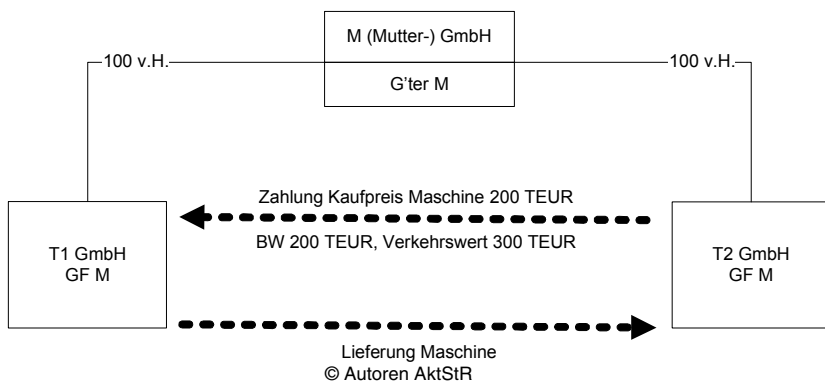 M (Mutter-) GmbH
100 v.H.
100 v.H.
G'ter M
Zahlung Kaufpreis Maschine 200 TEUR
BW 200 TEUR, Verkehrswert 300 TEUR
T1 GmbH
GF M
T2 GmbH
GF M
Lieferung Maschine
© Autoren AktStR